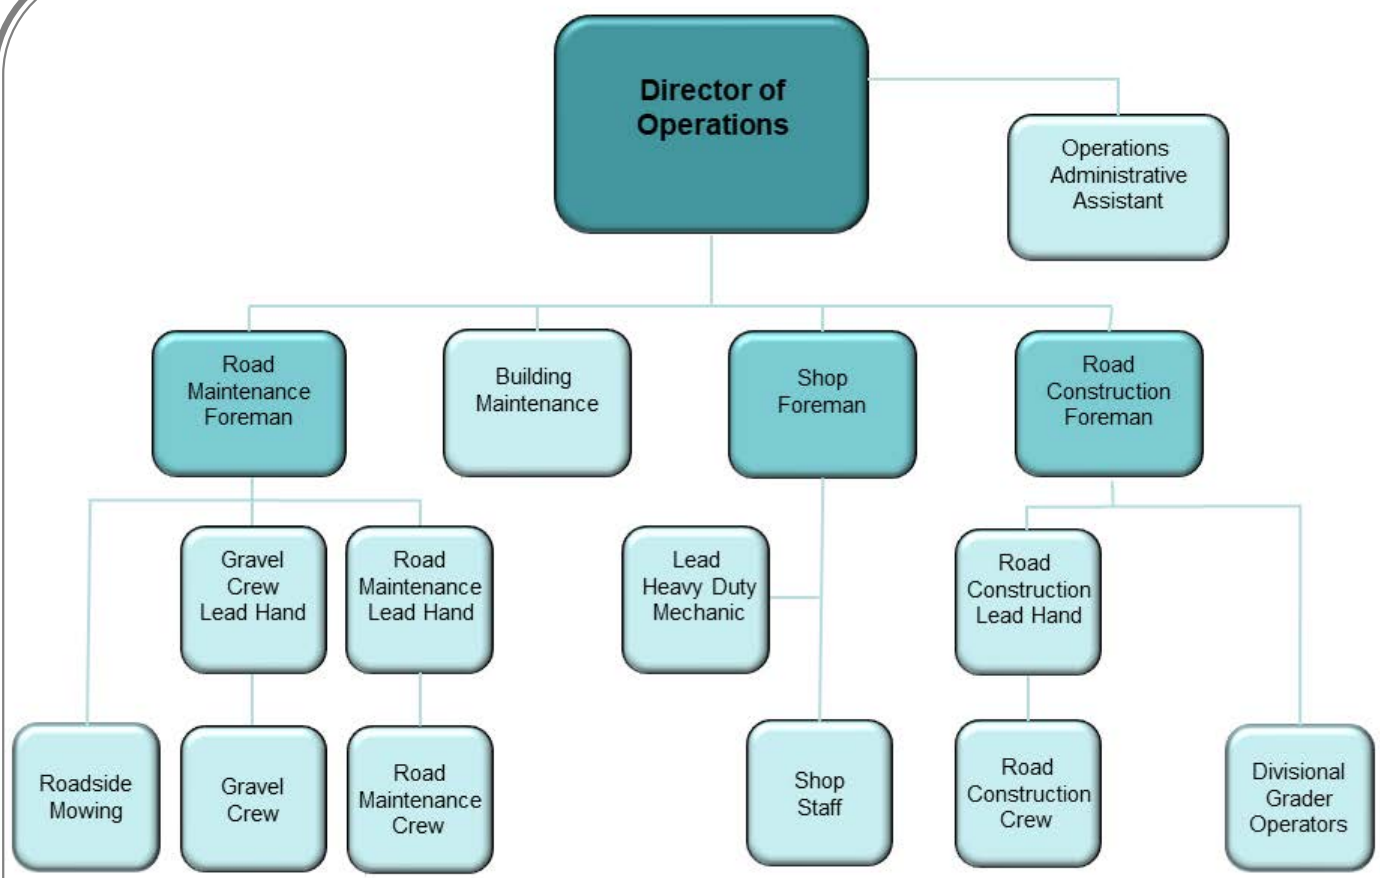 Director of
Operations
Operations
Administrative
Assistant
Road
Maintenance
Foreman
Building
Maintenance
Shop
Foreman
Road
Construction
Foreman
Gravel
Crew
Lead Hand
Road
Maintenance
Lead Hand
Lead
Heavy Duty
Mechanic
Road
Construction
Lead Hand
Roadside
Mowing
Gravel
Crew
Road
Maintenance
Crew
Shop
Staff
Road
Construction
Crew
Divisional
Grader
Operators